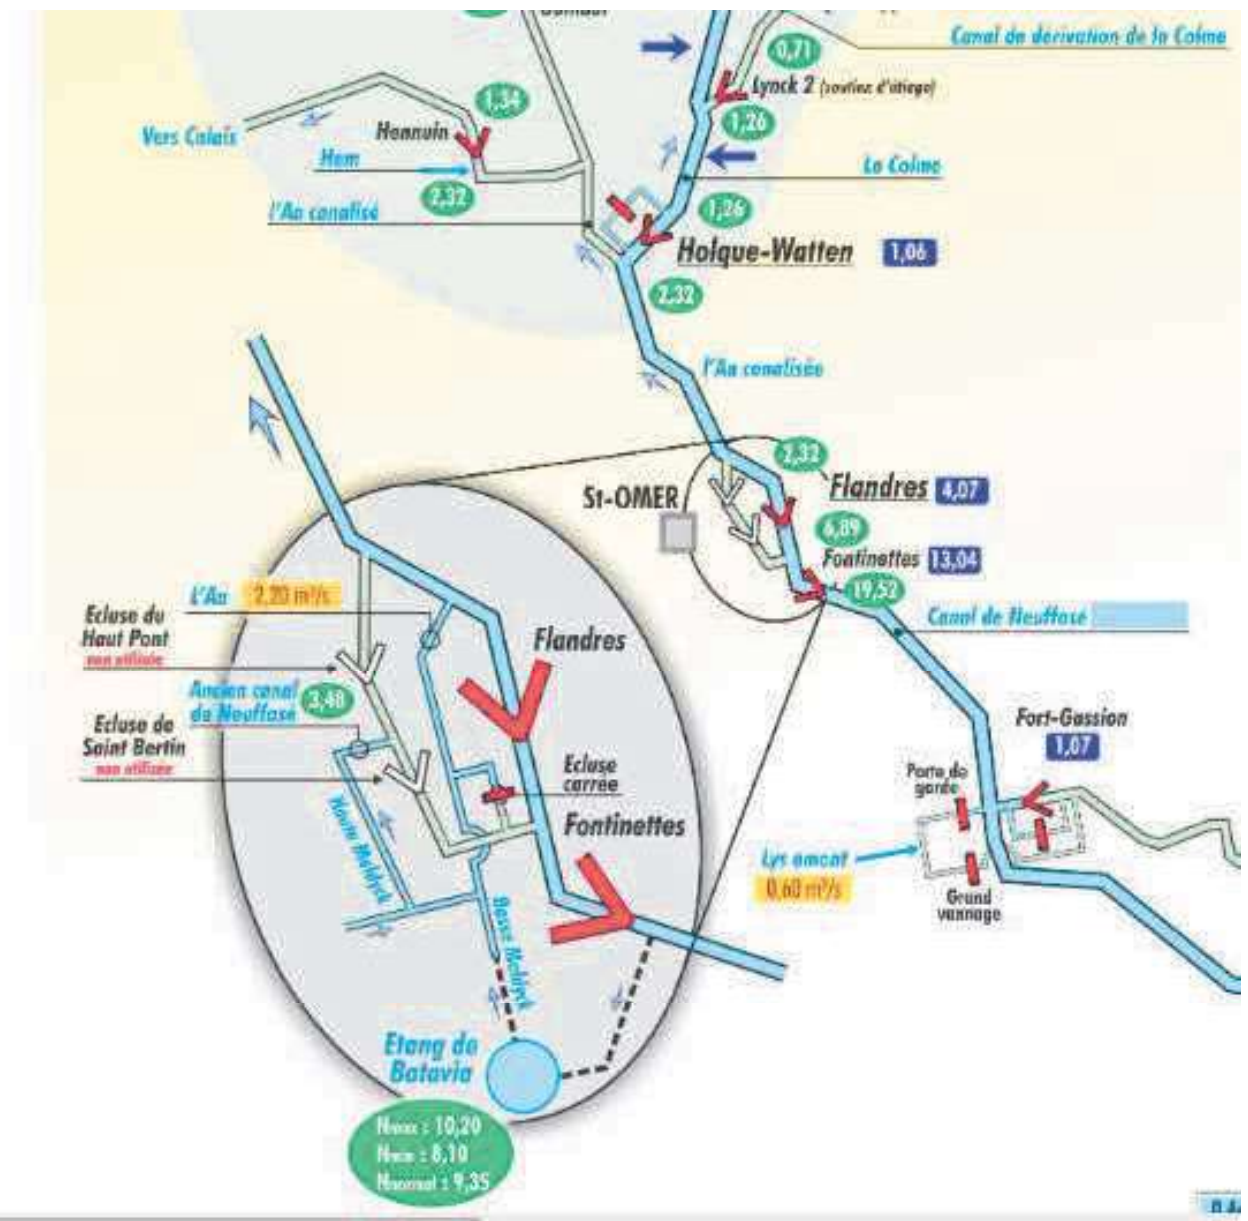 Canal de dérivation de la Colme
0,71
Lynck 2 (soutien d'étiage)
1,34
1,26
Vers Calais
Hennuin
Hem
La Colme
2,32
l'Aa canalisé
1,26
Holque-Watten 1,06
2,32
l'Aa canalisée
2,32
St-OMER
Flandres 4,07
6,89
Fontinettes 13,04
19,52
L'Aa 2,20 m³/s
Ecluse du
Haut Pont
non utilisée
Canal de Neuffossé
Flandres
Ancien canal
de Neuffossé
3,48
Ecluse de
Saint Bertin
non utilisée
Fort-Gassion
1,07
Ecluse
carrée
Porte de
garde
Haute Meldyck
Fontinettes
Lys amont
0,60 m³/s
Grand
vannage
Basse Meldyck
Etang de
Batavia
Nmax : 10,20
Nmin : 8,10
Nnormal : 9,35